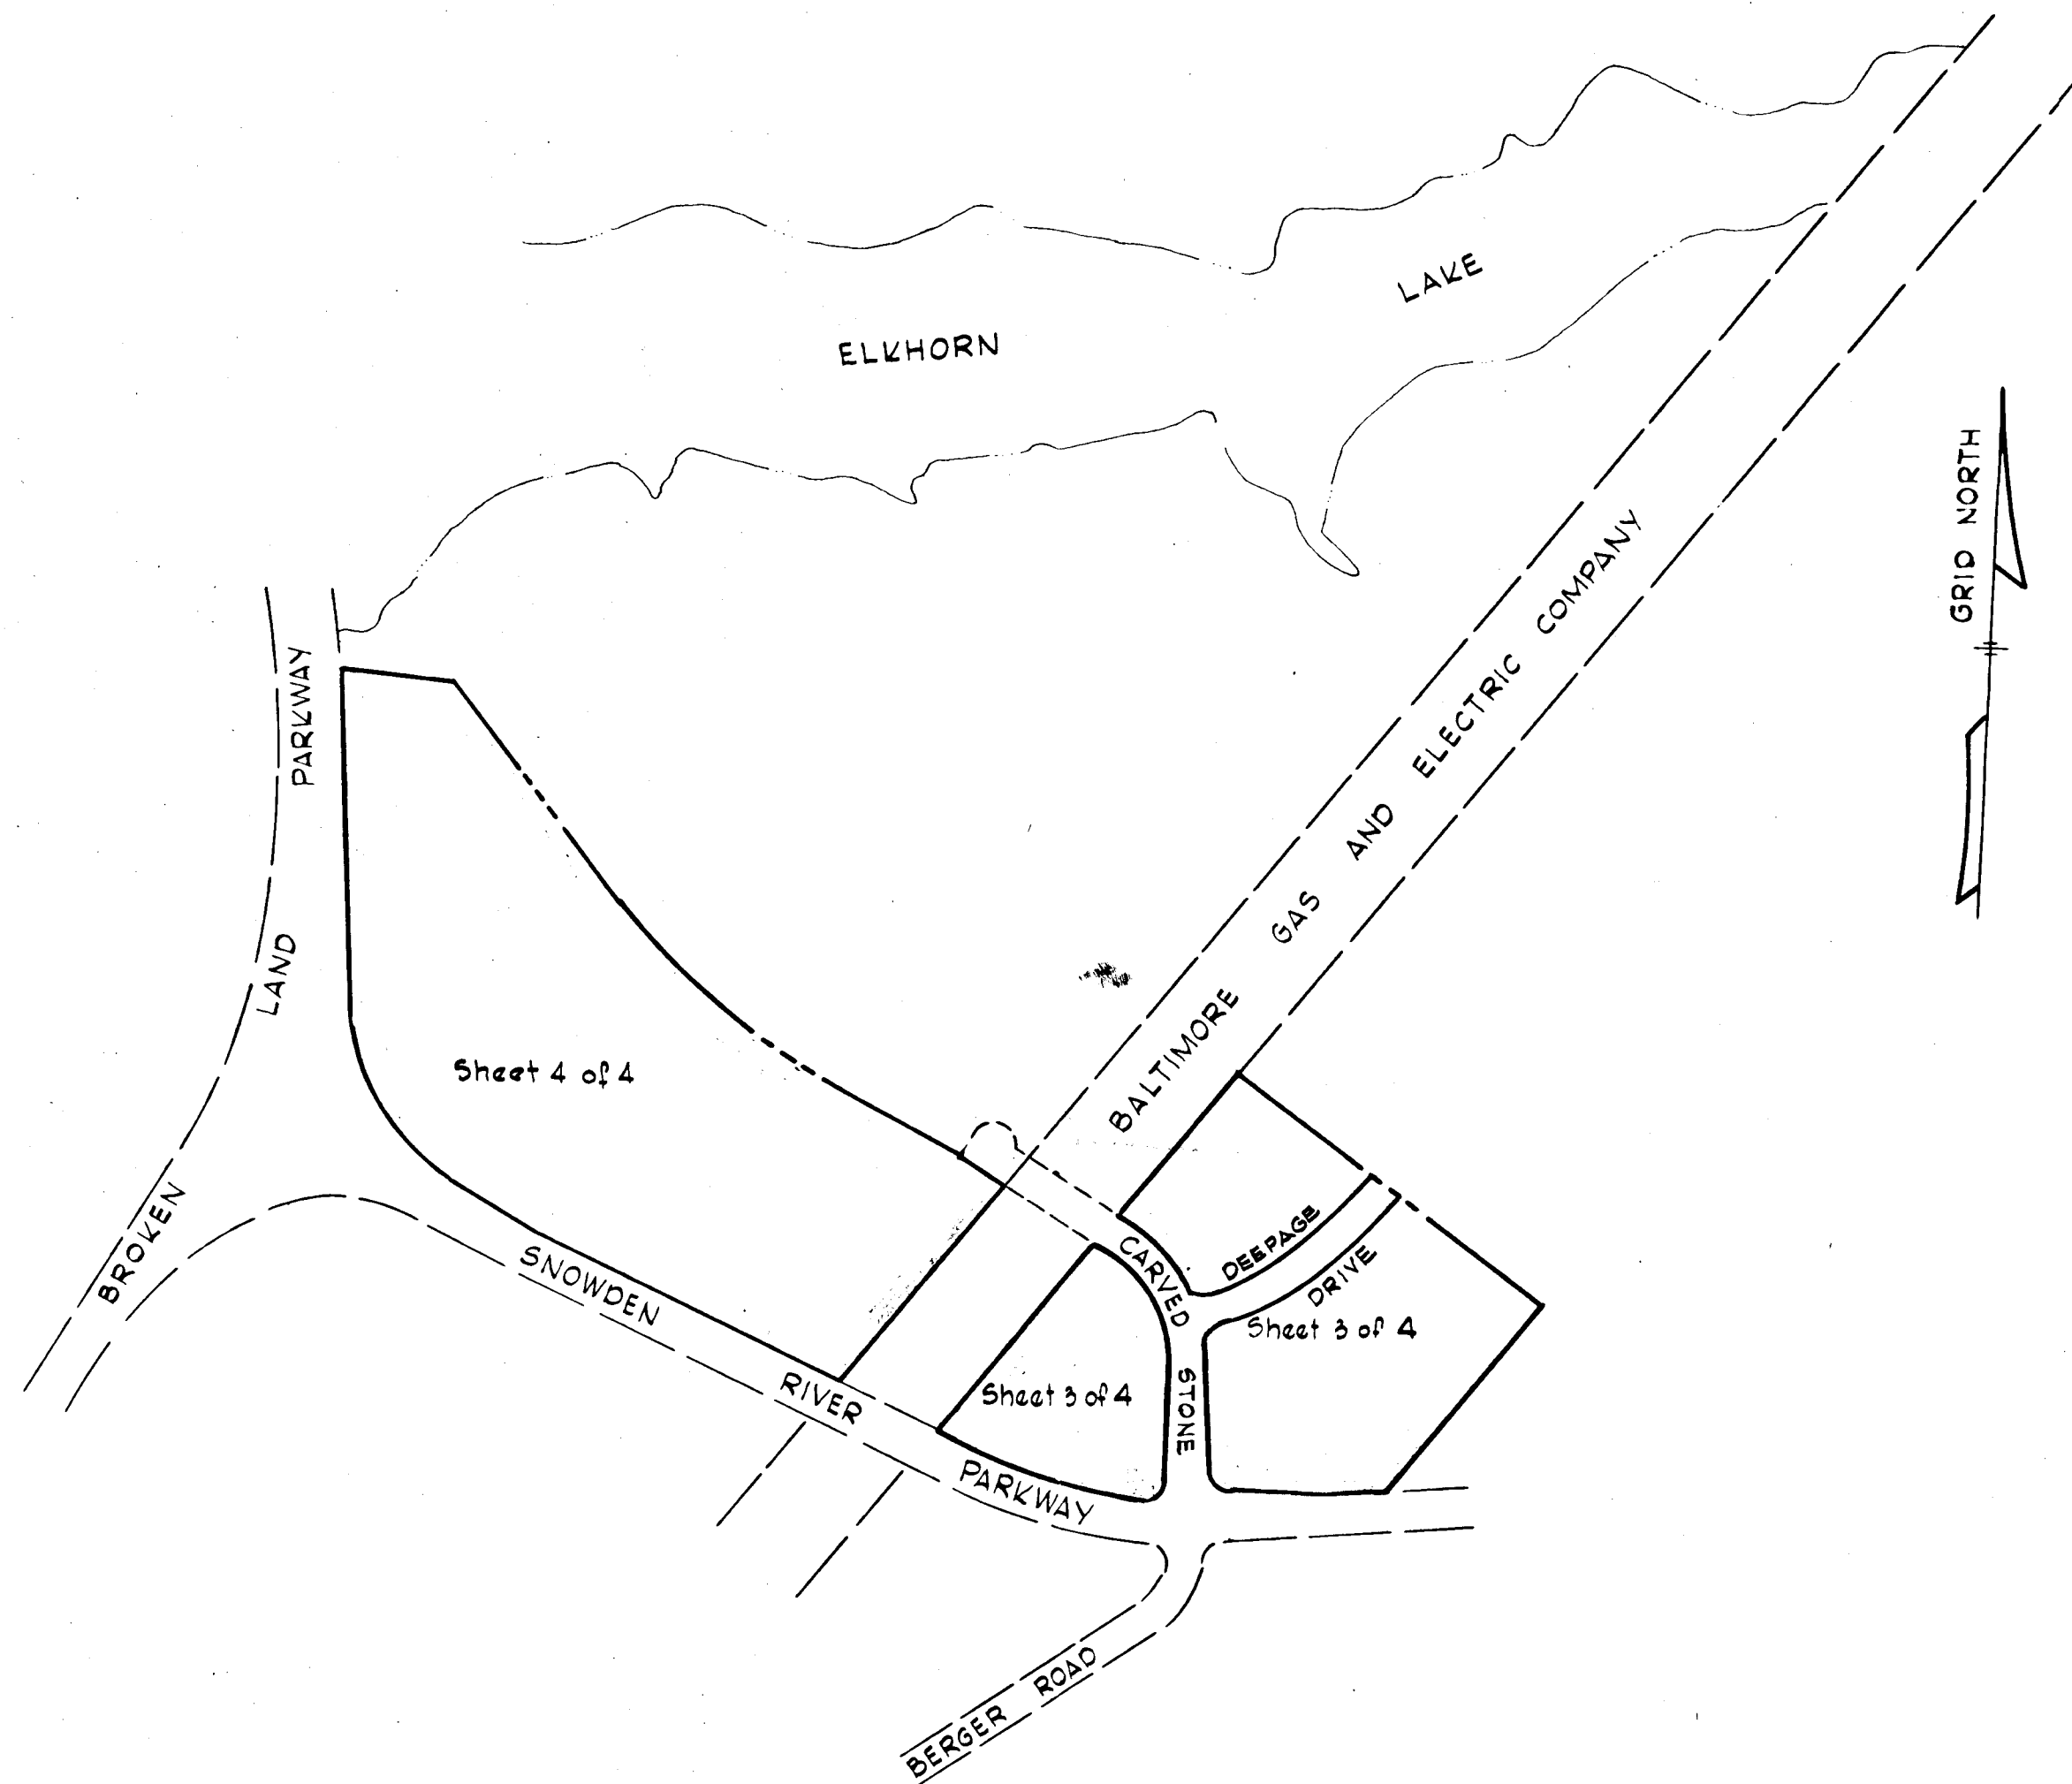 LAKE
ELKHORN
GRID NORTH
BALTIMORE GAS AND ELECTRIC COMPANY
BROKEN LAND PARKWAY
Sheet 4 of 4
SNOWDEN RIVER PARKWAY
CARVED STONE
DEEPAGE DRIVE
Sheet 3 of 4
Sheet 3 of 4
BERGER ROAD